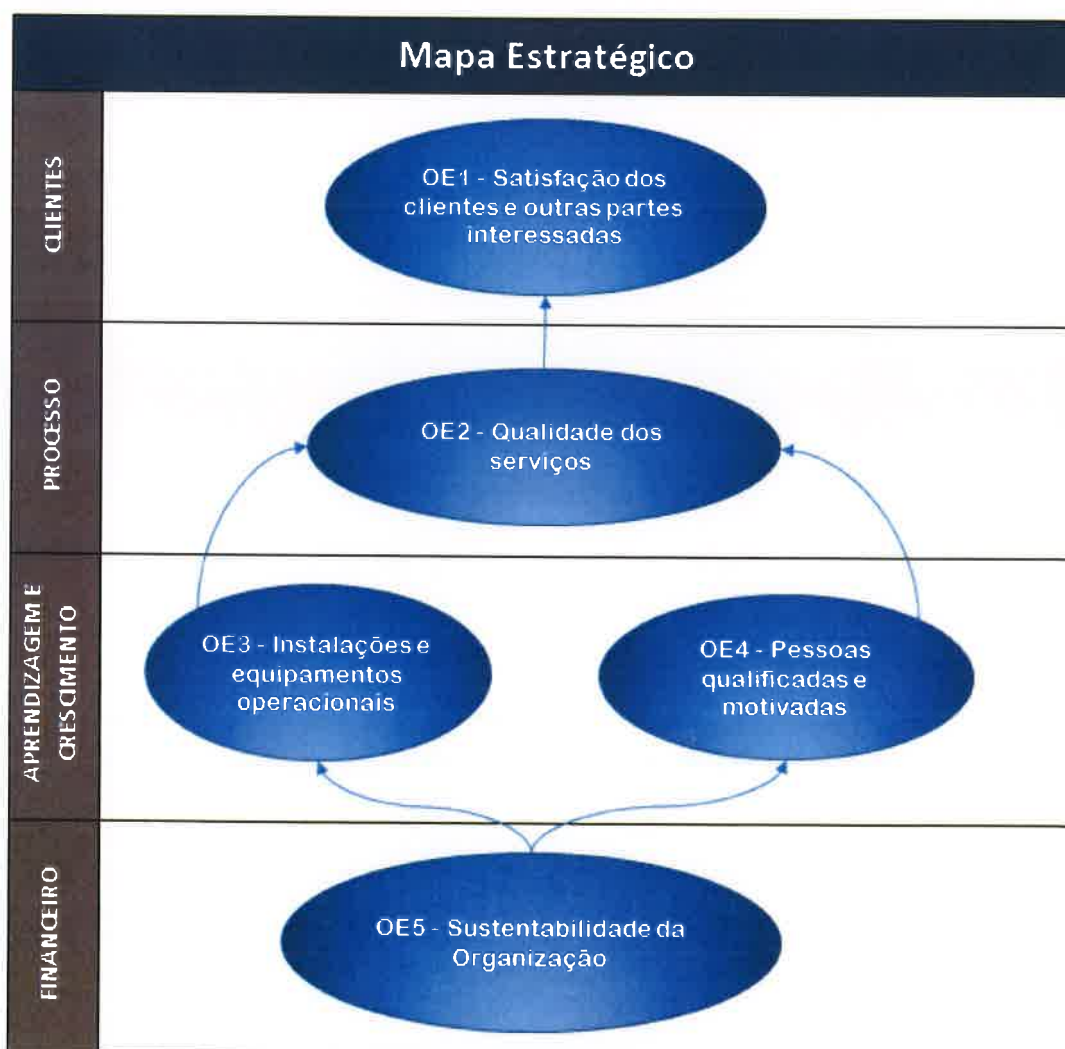 Mapa Estratégico
CLIENTES
OE1 - Satisfação dos
clientes e outras partes
interessadas
PROCESSO
OE2 - Qualidade dos
serviços
APRENDIZAGEM E
CRESCIMENTO
OE3 - Instalações e
equipamentos
operacionais
OE4 - Pessoas
qualificadas e
motivadas
FINANCEIRO
OE5 - Sustentabilidade da
Organização